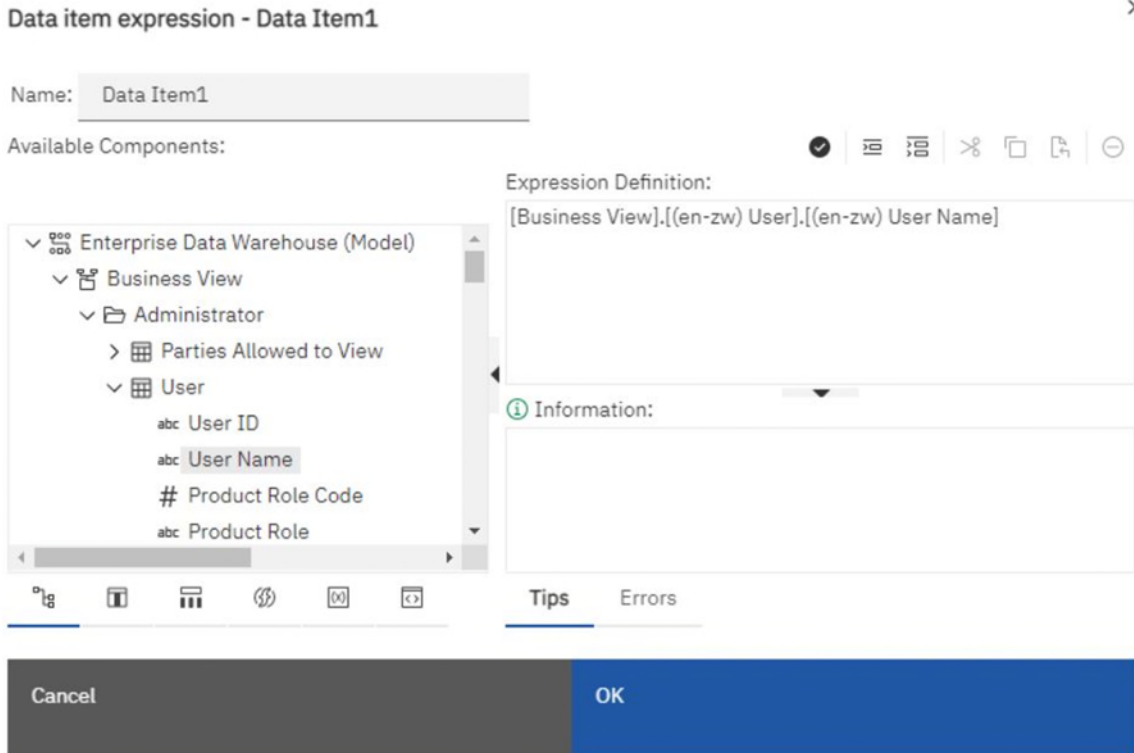 Data item expression - Data Item1
Name: Data Item1
Available Components:
Expression Definition:
[Business View].[(en-zw) User].[(en-zw) User Name]
Enterprise Data Warehouse (Model)
Business View
Administrator
Parties Allowed to View
User
abc User ID
abc User Name
# Product Role Code
abc Product Role
Information:
Tips Errors
Cancel OK